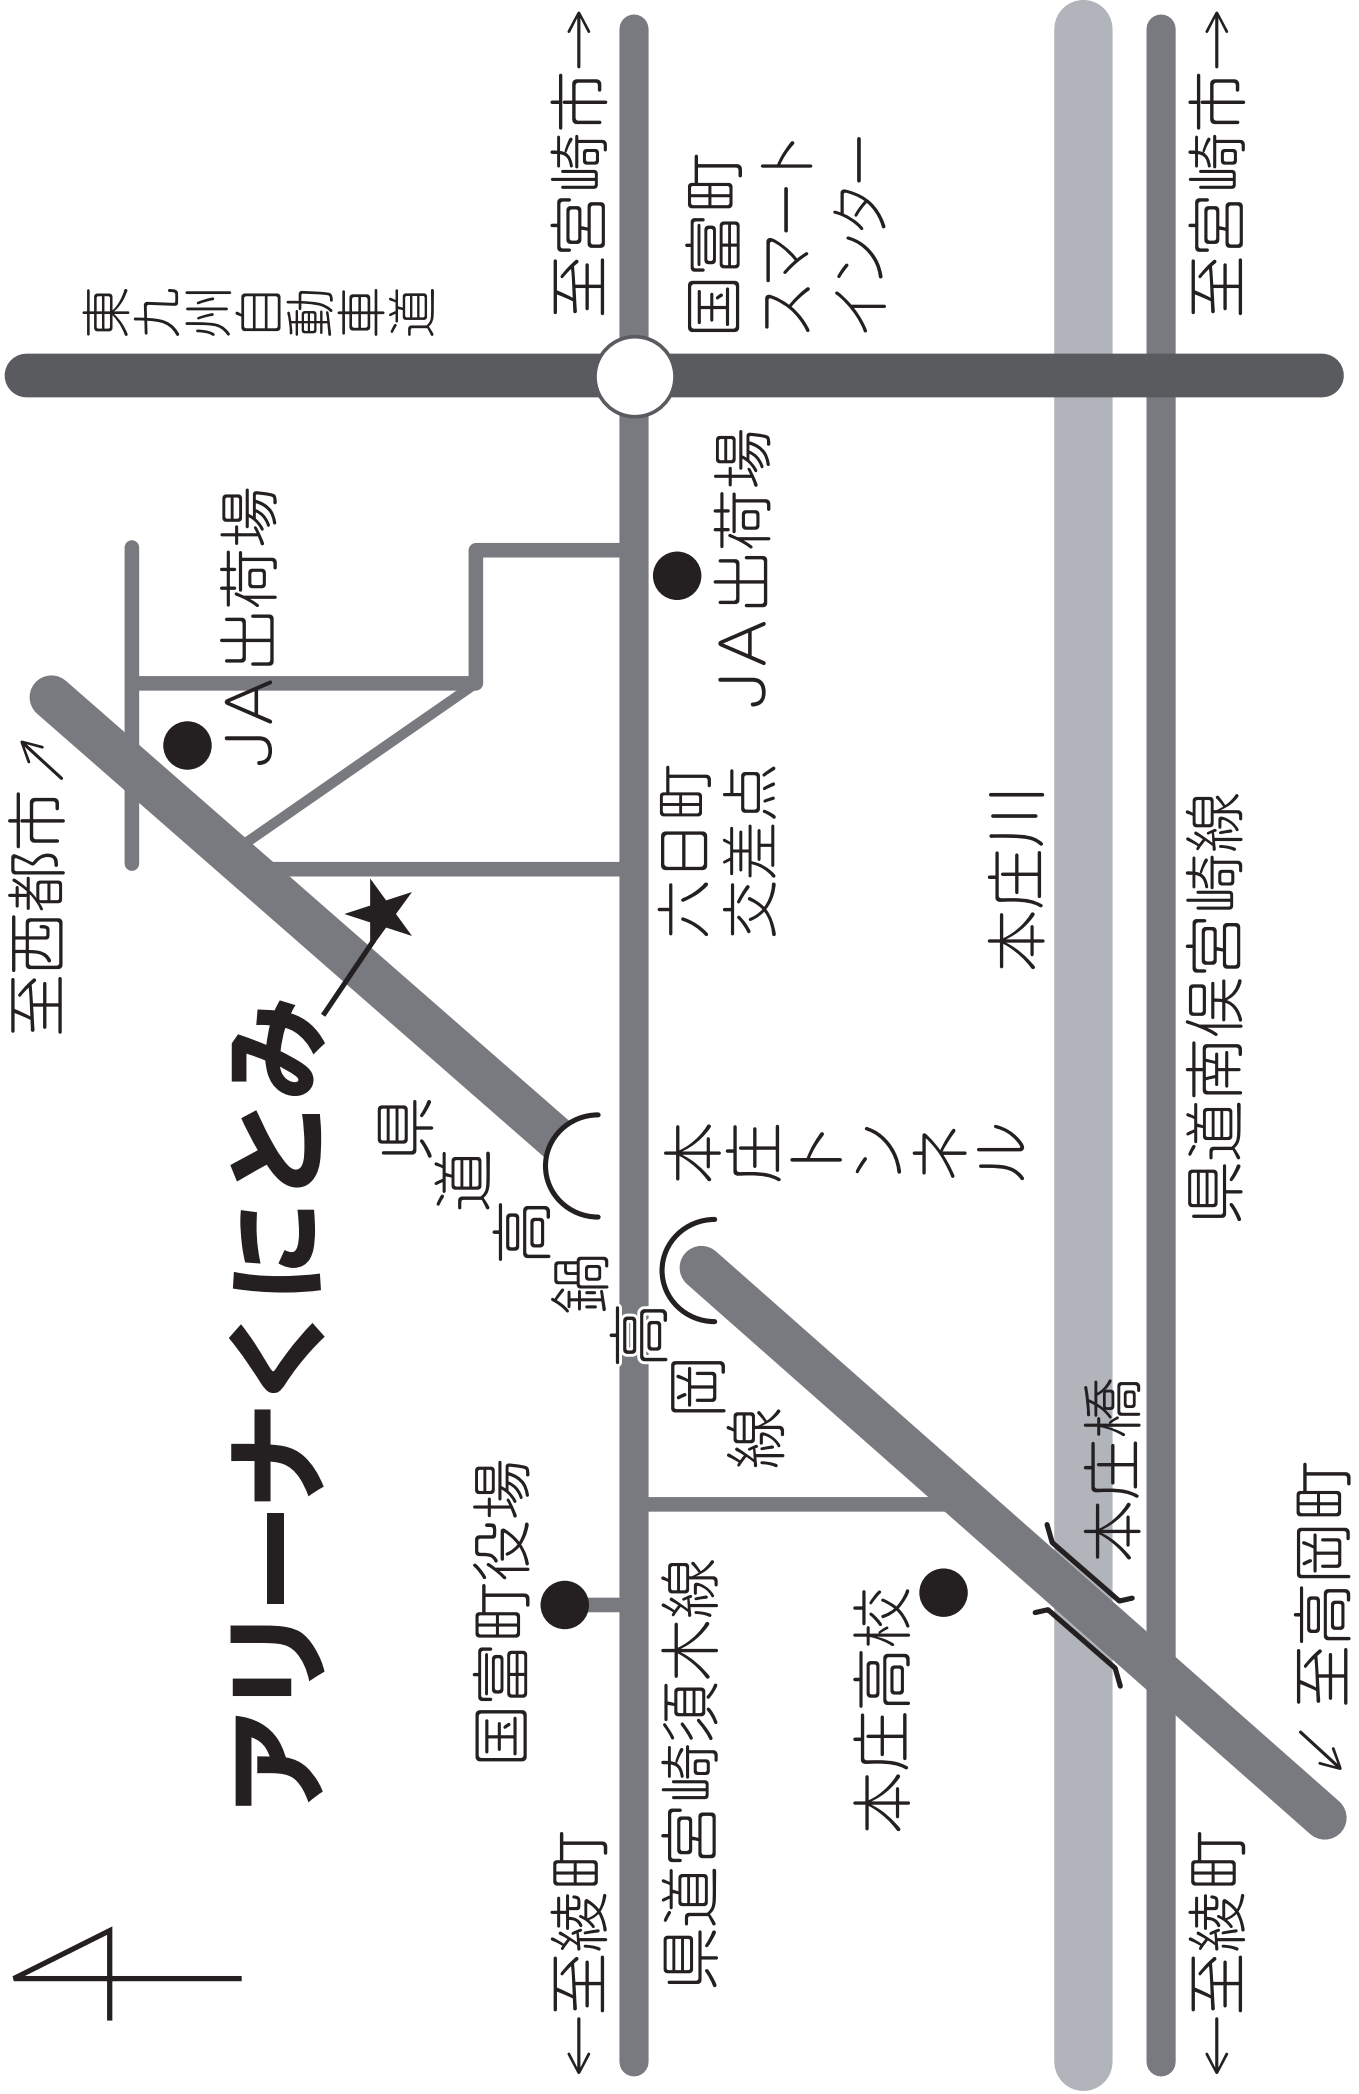 至西都市
東九州自動車道
JA出荷場
アリーナくにとみ
県道高鍋高岡線
国富町役場
←至綾町
至宮崎市→
県道宮崎須木線
本庄トンネル
六日町
交差点
JA出荷場
国富町
スマート
インター
本庄高校
本庄川
本庄橋
←至綾町
県道南俣宮崎線
至宮崎市→
至高岡町